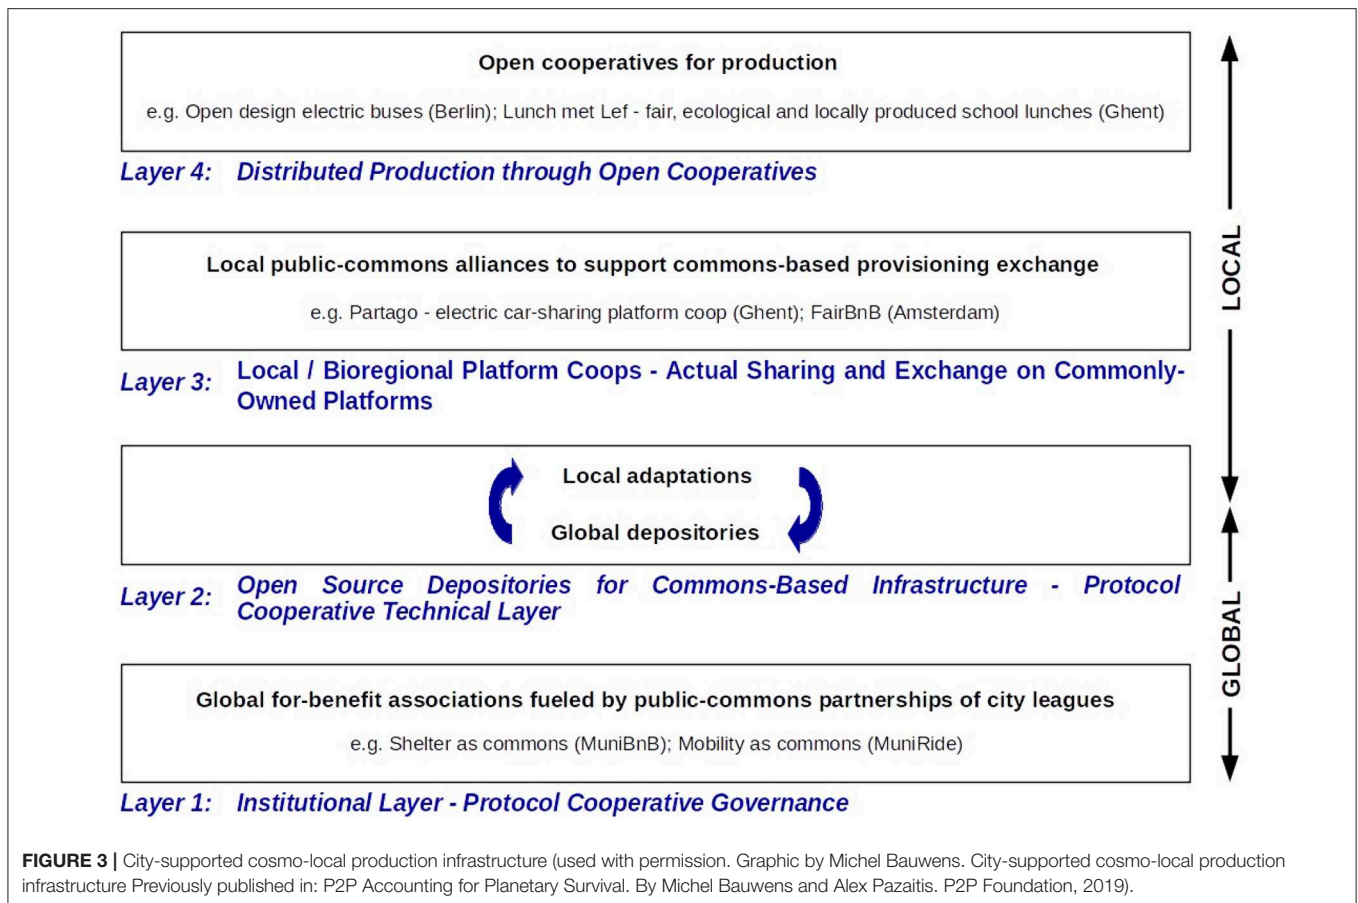 Open cooperatives for production
e.g. Open design electric buses (Berlin); Lunch met Lef - fair, ecological and locally produced school lunches (Ghent)
Layer 4: Distributed Production through Open Cooperatives
Local public-commons alliances to support commons-based provisioning exchange
e.g. Partago - electric car-sharing platform coop (Ghent); FairBnB (Amsterdam)
Layer 3: Local / Bioregional Platform Coops - Actual Sharing and Exchange on Commonly-
Owned Platforms
LOCAL
Local adaptations
Global depositories
Layer 2: Open Source Depositories for Commons-Based Infrastructure - Protocol
Cooperative Technical Layer
Global for-benefit associations fueled by public-commons partnerships of city leagues
e.g. Shelter as commons (MuniBnB); Mobility as commons (MuniRide)
Layer 1: Institutional Layer - Protocol Cooperative Governance
GLOBAL
FIGURE 3 | City-supported cosmo-local production infrastructure (used with permission. Graphic by Michel Bauwens. City-supported cosmo-local production
infrastructure Previously published in: P2P Accounting for Planetary Survival. By Michel Bauwens and Alex Pazaitis. P2P Foundation, 2019).